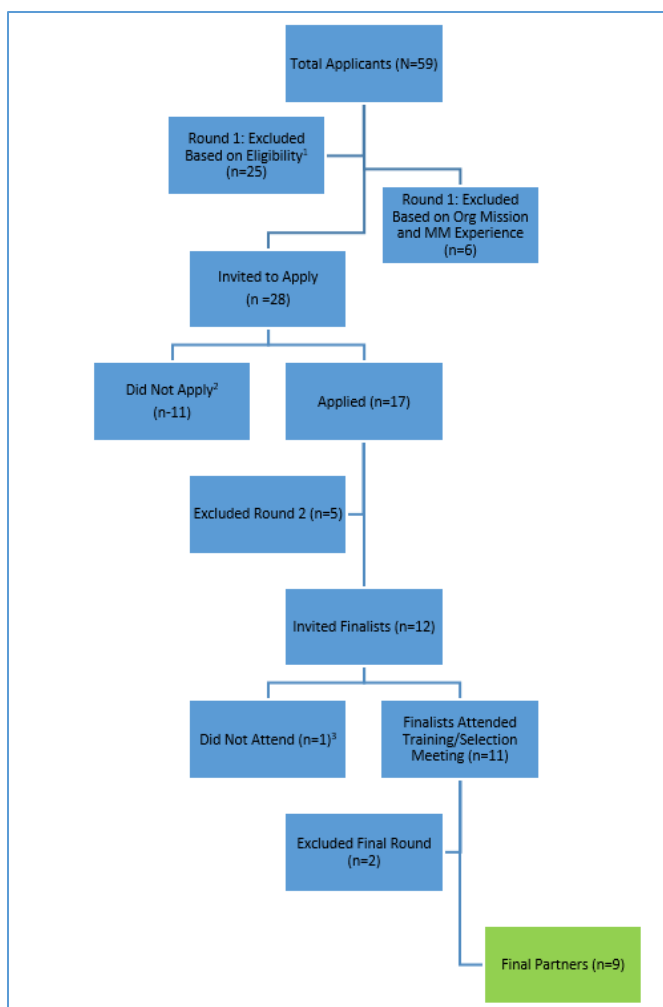 Total Applicants (N=59)
Round 1: Excluded
Based on Eligibility¹
(n=25)
Round 1: Excluded
Based on Org Mission
and MM Experience
(n=6)
Invited to Apply
(n =28)
Did Not Apply²
(n-11)
Applied (n=17)
Excluded Round 2 (n=5)
Invited Finalists (n=12)
Did Not Attend (n=1)³
Finalists Attended
Training/Selection
Meeting (n=11)
Excluded Final Round
(n=2)
Final Partners (n=9)